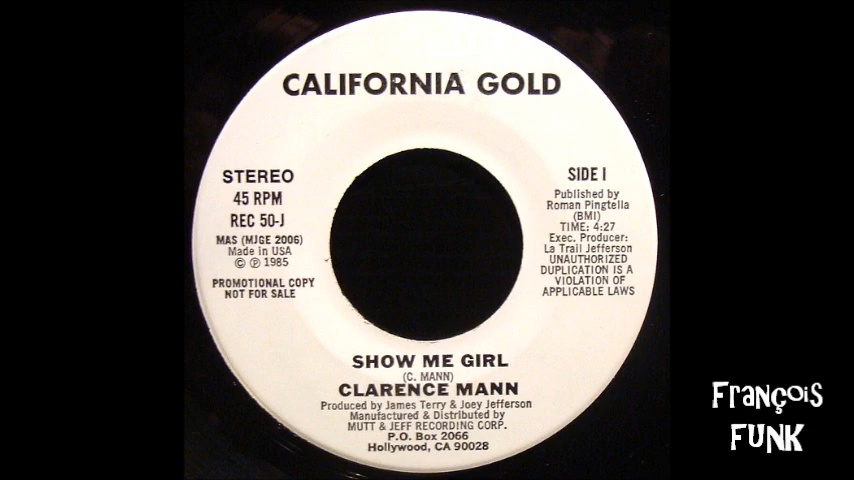 CALIFORNIA GOLD
STEREO
45 RPM
REC 50-J
MAS (MJGE 2006)
Made in USA
© ℗ 1985
PROMOTIONAL COPY
NOT FOR SALE
SIDE I
Published by
Roman Pingtella
(BMI)
TIME: 4:27
Exec. Producer:
La Trail Jefferson
UNAUTHORIZED
DUPLICATION IS A
VIOLATION OF
APPLICABLE LAWS
SHOW ME GIRL
(C. MANN)
CLARENCE MANN
Produced by James Terry & Joey Jefferson
Manufactured & Distributed by
MUTT & JEFF RECORDING CORP.
P.O. Box 2066
Hollywood, CA 90028
François
FUNK